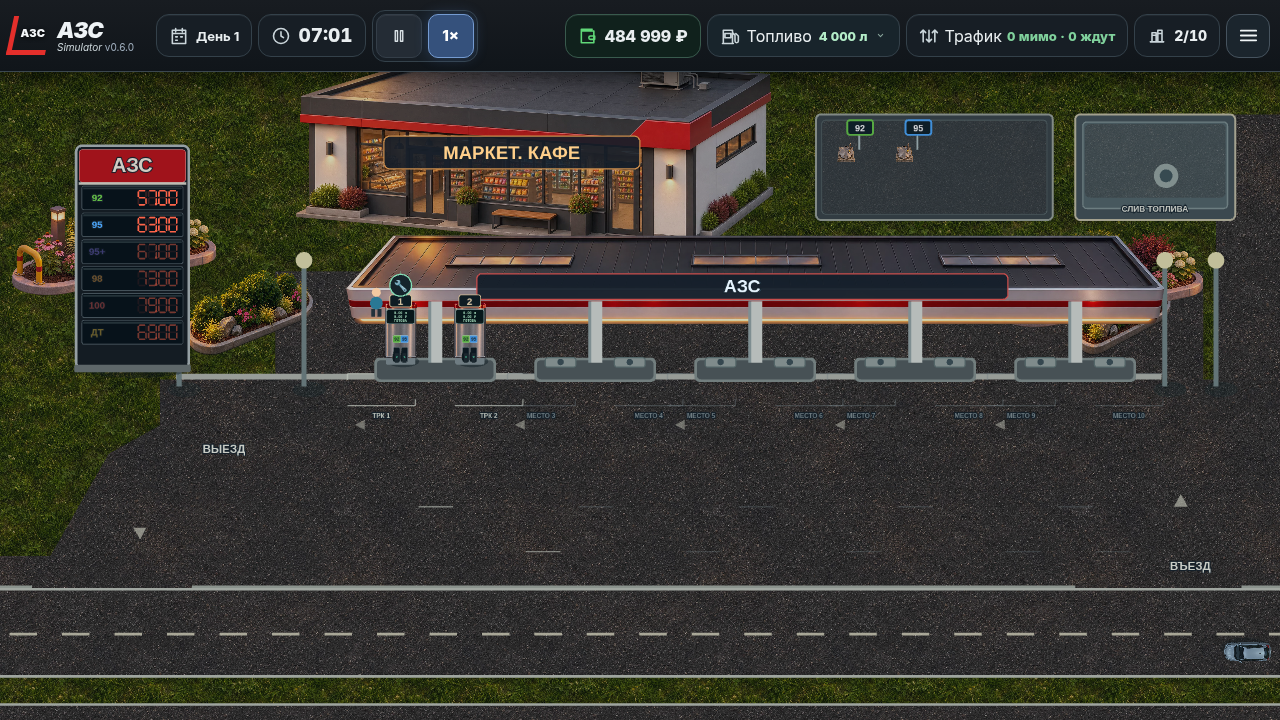 АЗС
АЗС
Simulator v0.6.0
День 1
07:01
1×
484 999 ₽
Топливо 4 000 л
Трафик 0 мимо · 0 ждут
2/10
МАРКЕТ. КАФЕ
92
95
СЛИВ ТОПЛИВА
АЗС
92 5700
95 6300
95+ 6700
98 7300
100 7900
ДТ 6800
АЗС
1
2
ТРК 1
ТРК 2
МЕСТО 3
МЕСТО 4
МЕСТО 5
МЕСТО 6
МЕСТО 7
МЕСТО 8
МЕСТО 9
МЕСТО 10
ВЫЕЗД
ВЪЕЗД